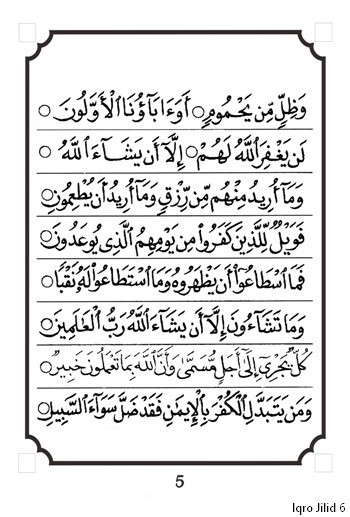 وَظِلٍّ مِّن يَحْمُومٍ ○ أَوَءَابَآؤُنَا ٱلْأَوَّلُونَ ○
لَن يَغْفِرَ ٱللَّهُ لَهُمْ ○ إِلَّآ أَن يَشَآءَ ٱللَّهُ ○
وَمَآ أُرِيدُ مِنْهُم مِّن رِّزْقٍ وَمَآ أُرِيدُ أَن يُطْعِمُونِ ○
فَوَيْلٌ لِّلَّذِينَ كَفَرُوا۟ مِن يَوْمِهِمُ ٱلَّذِى يُوعَدُونَ ○
فَمَا ٱسْطَٰعُوٓا۟ أَن يَظْهَرُوهُ وَمَا ٱسْتَطَٰعُوا۟ لَهُۥ نَقْبًا ○
وَمَا تَشَآءُونَ إِلَّآ أَن يَشَآءَ ٱللَّهُ رَبُّ ٱلْعَٰلَمِينَ ○
كُلٌّ يَجْرِىٓ إِلَىٰٓ أَجَلٍ مُّسَمًّى وَأَنَّ ٱللَّهَ بِمَا تَعْمَلُونَ خَبِيرٌ ○
وَمَن يَتَبَدَّلِ ٱلْكُفْرَ بِٱلْإِيمَٰنِ فَقَدْ ضَلَّ سَوَآءَ ٱلسَّبِيلِ ○
5
Iqro Jilid 6